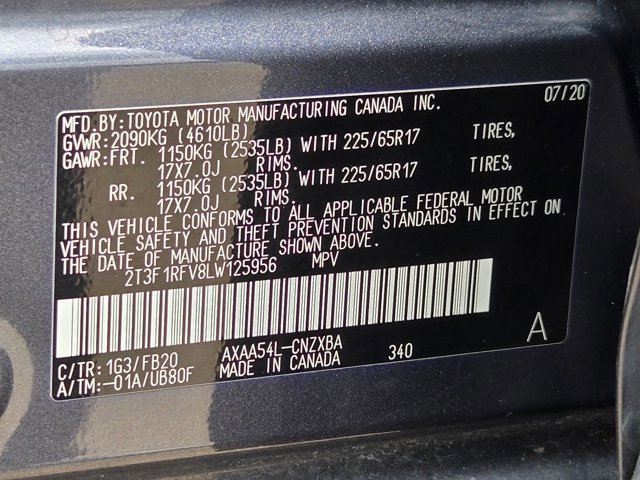 MFD.BY:TOYOTA MOTOR MANUFACTURING CANADA INC. 07/20
GVWR:2090KG (4610LB)
GAWR:FRT. 1150KG (2535LB) WITH 225/65R17 TIRES,
17X7.0J RIMS.
RR. 1150KG (2535LB) WITH 225/65R17 TIRES,
17X7.0J RIMS.
THIS VEHICLE CONFORMS TO ALL APPLICABLE FEDERAL MOTOR
VEHICLE SAFETY AND THEFT PREVENTION STANDARDS IN EFFECT ON
THE DATE OF MANUFACTURE SHOWN ABOVE.
2T3F1RFV8LW125956 MPV
A
C/TR:1G3/FB20 AXAA54L-CNZXBA 340
A/TM:-01A/UB80F MADE IN CANADA